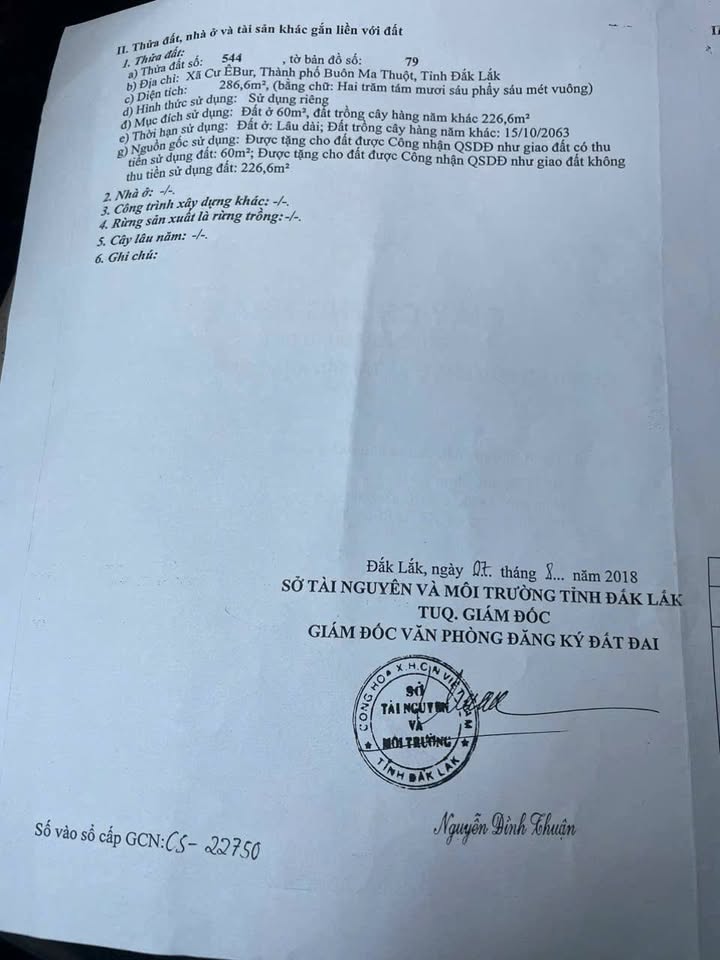 II. Thửa đất, nhà ở và tài sản khác gắn liền với đất
1. Thửa đất:
a) Thửa đất số: 544 , tờ bản đồ số: 79
b) Địa chỉ: Xã Cư ÊBur, Thành phố Buôn Ma Thuột, Tỉnh Đắk Lắk
c) Diện tích: 286,6m², (bằng chữ: Hai trăm tám mươi sáu phẩy sáu mét vuông)
d) Hình thức sử dụng: Sử dụng riêng
đ) Mục đích sử dụng: Đất ở 60m², đất trồng cây hàng năm khác 226,6m²
e) Thời hạn sử dụng: Đất ở: Lâu dài; Đất trồng cây hàng năm khác: 15/10/2063
g) Nguồn gốc sử dụng: Được tặng cho đất được Công nhận QSDĐ như giao đất có thu
tiền sử dụng đất: 60m²; Được tặng cho đất được Công nhận QSDĐ như giao đất không
thu tiền sử dụng đất: 226,6m²
2. Nhà ở: -/-.
3. Công trình xây dựng khác: -/-.
4. Rừng sản xuất là rừng trồng: -/-.
5. Cây lâu năm: -/-.
6. Ghi chú:
Đắk Lắk, ngày 07. tháng 8... năm 2018
SỞ TÀI NGUYÊN VÀ MÔI TRƯỜNG TỈNH ĐẮK LẮK
TUQ. GIÁM ĐỐC
GIÁM ĐỐC VĂN PHÒNG ĐĂNG KÝ ĐẤT ĐAI
CỘNG HÒA X.H.C.N VIỆT NAM
SỞ
TÀI NGUYÊN
VÀ
MÔI TRƯỜNG
TỈNH ĐẮK LẮK
Nguyễn Đình Thuận
Số vào sổ cấp GCN: CS- 22750